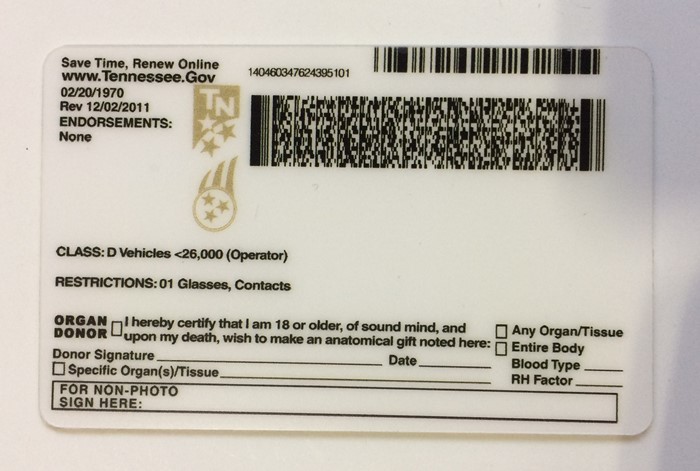 Save Time, Renew Online
www.Tennessee.Gov
140460347624395101
02/20/1970
Rev 12/02/2011
ENDORSEMENTS:
None
TN
CLASS: D Vehicles <26,000 (Operator)
RESTRICTIONS: 01 Glasses, Contacts
ORGAN DONOR
I hereby certify that I am 18 or older, of sound mind, and
upon my death, wish to make an anatomical gift noted here:
Any Organ/Tissue
Entire Body
Donor Signature
Date
Blood Type
Specific Organ(s)/Tissue
RH Factor
FOR NON-PHOTO
SIGN HERE: